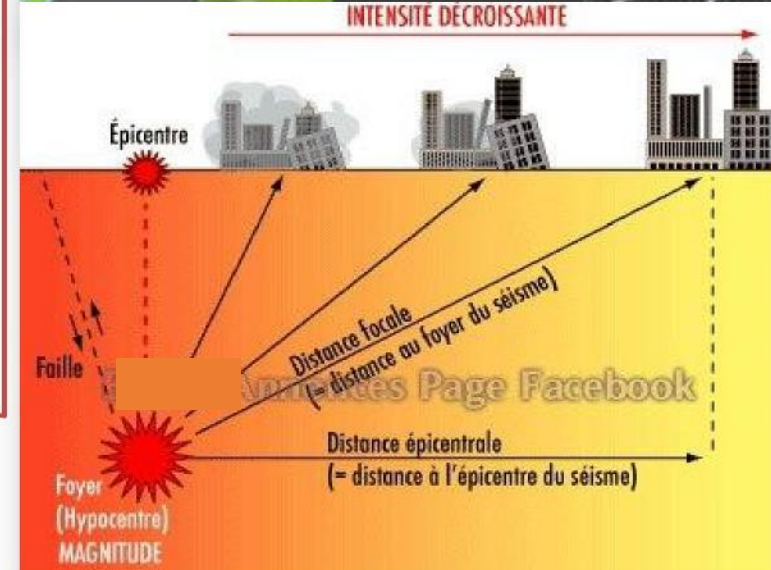 INTENSITÉ DÉCROISSANTE
Épicentre
Distance focale
(= distance au foyer du séisme)
Faille
Annonces Page Facebook
Distance épicentrale
(= distance à l'épicentre du séisme)
Foyer
(Hypocentre)
MAGNITUDE